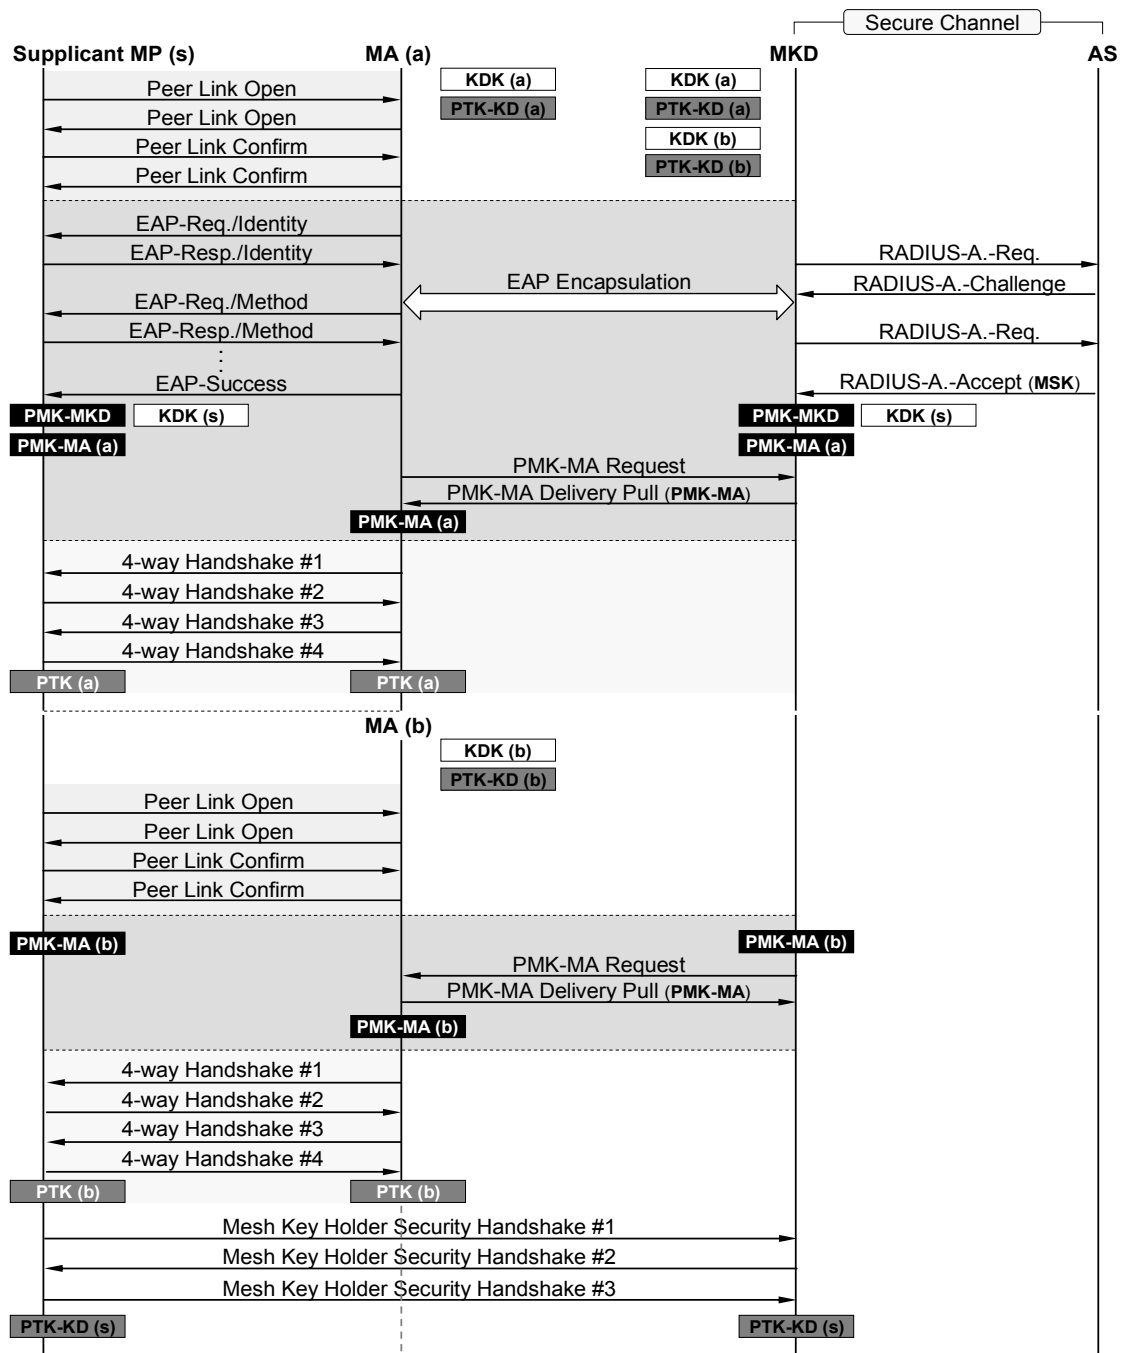 Secure Channel
Supplicant MP (s) MA (a) MKD AS
KDK (a) KDK (a)
Peer Link Open
PTK-KD (a) PTK-KD (a)
Peer Link Open
KDK (b)
Peer Link Confirm
PTK-KD (b)
Peer Link Confirm
EAP-Req./Identity
EAP-Resp./Identity RADIUS-A.-Req.
EAP Encapsulation RADIUS-A.-Challenge
EAP-Req./Method
EAP-Resp./Method RADIUS-A.-Req.
EAP-Success RADIUS-A.-Accept (MSK)
PMK-MKD KDK (s) PMK-MKD KDK (s)
PMK-MA (a) PMK-MA (a)
PMK-MA Request
PMK-MA Delivery Pull (PMK-MA)
PMK-MA (a)
4-way Handshake #1
4-way Handshake #2
4-way Handshake #3
4-way Handshake #4
PTK (a) PTK (a)
MA (b)
KDK (b)
PTK-KD (b)
Peer Link Open
Peer Link Open
Peer Link Confirm
Peer Link Confirm
PMK-MA (b) PMK-MA (b)
PMK-MA Request
PMK-MA Delivery Pull (PMK-MA)
PMK-MA (b)
4-way Handshake #1
4-way Handshake #2
4-way Handshake #3
4-way Handshake #4
PTK (b) PTK (b)
Mesh Key Holder Security Handshake #1
Mesh Key Holder Security Handshake #2
Mesh Key Holder Security Handshake #3
PTK-KD (s) PTK-KD (s)